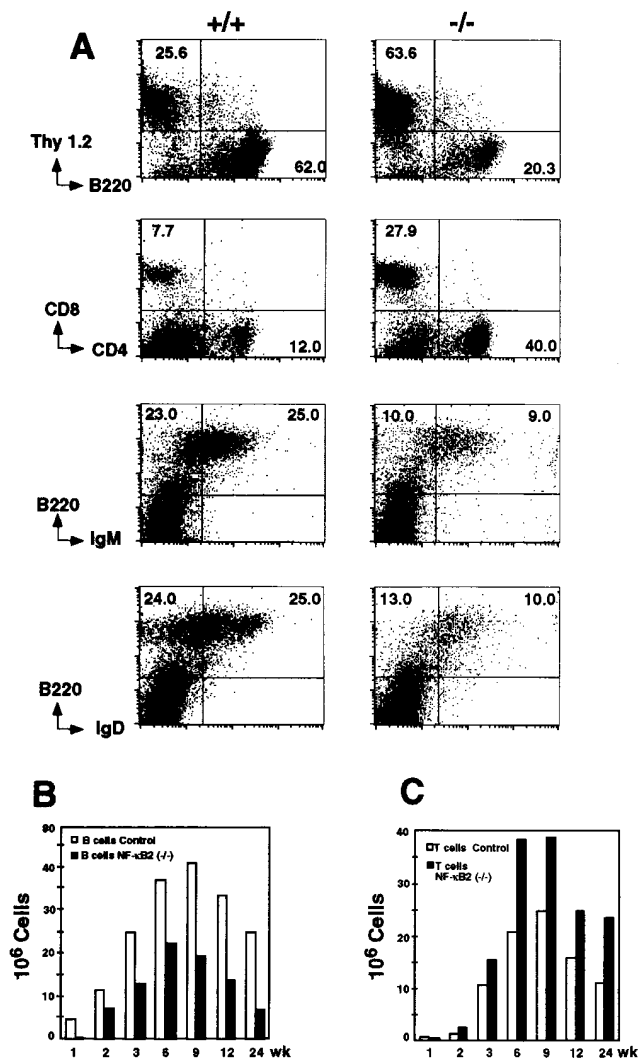 A
+/+
-/-
25.6
62.0
Thy 1.2
B220
63.6
20.3
7.7
12.0
CD8
CD4
27.9
40.0
23.0 25.0
B220
IgM
10.0 9.0
24.0 25.0
B220
IgD
13.0 10.0
B
80
40
30
20
10
0
10⁶ Cells
B cells Control
B cells NF-κB2 (-/-)
1 2 3 6 9 12 24 wk
C
40
30
20
10
0
10⁶ Cells
T cells Control
T cells
NF-κB2 (-/-)
1 2 3 6 9 12 24 wk